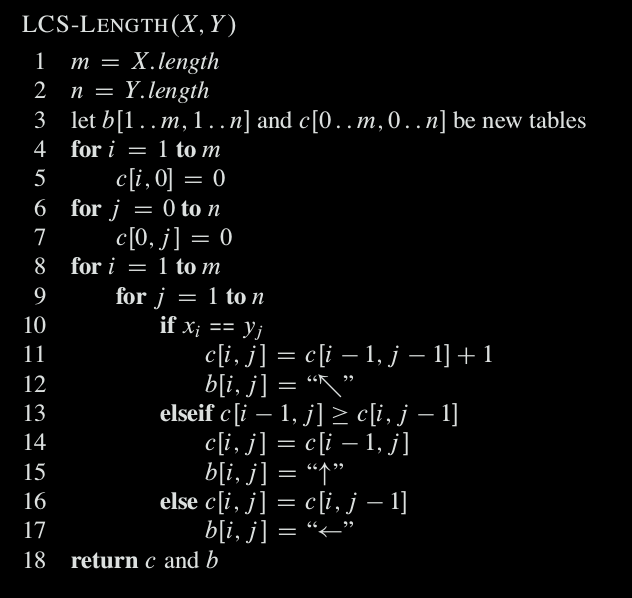 LCS-LENGTH(X, Y)
1 m = X.length
2 n = Y.length
3 let b[1..m, 1..n] and c[0..m, 0..n] be new tables
4 for i = 1 to m
5 c[i, 0] = 0
6 for j = 0 to n
7 c[0, j] = 0
8 for i = 1 to m
9 for j = 1 to n
10 if xᵢ == yⱼ
11 c[i, j] = c[i − 1, j − 1] + 1
12 b[i, j] = “↖”
13 elseif c[i − 1, j] ≥ c[i, j − 1]
14 c[i, j] = c[i − 1, j]
15 b[i, j] = “↑”
16 else c[i, j] = c[i, j − 1]
17 b[i, j] = “←”
18 return c and b